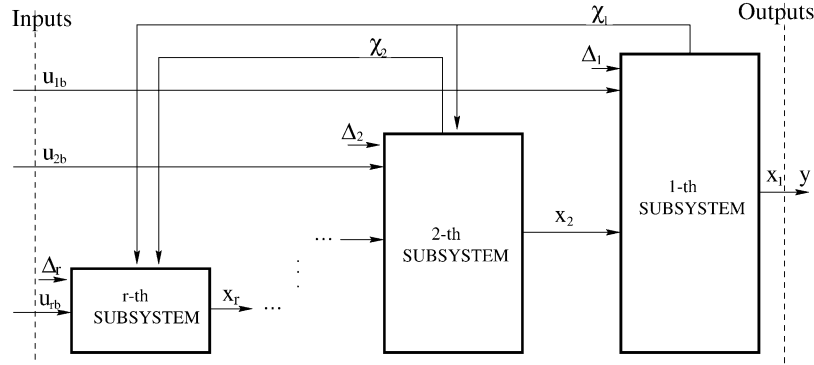 Inputs
χ₁
Outputs
χ₂
Δ₁
u₁b
Δ₂
u₂b
x₁ y
1-th
SUBSYSTEM
...
2-th
SUBSYSTEM
x₂
Δr
urb
r-th
SUBSYSTEM
xr
...